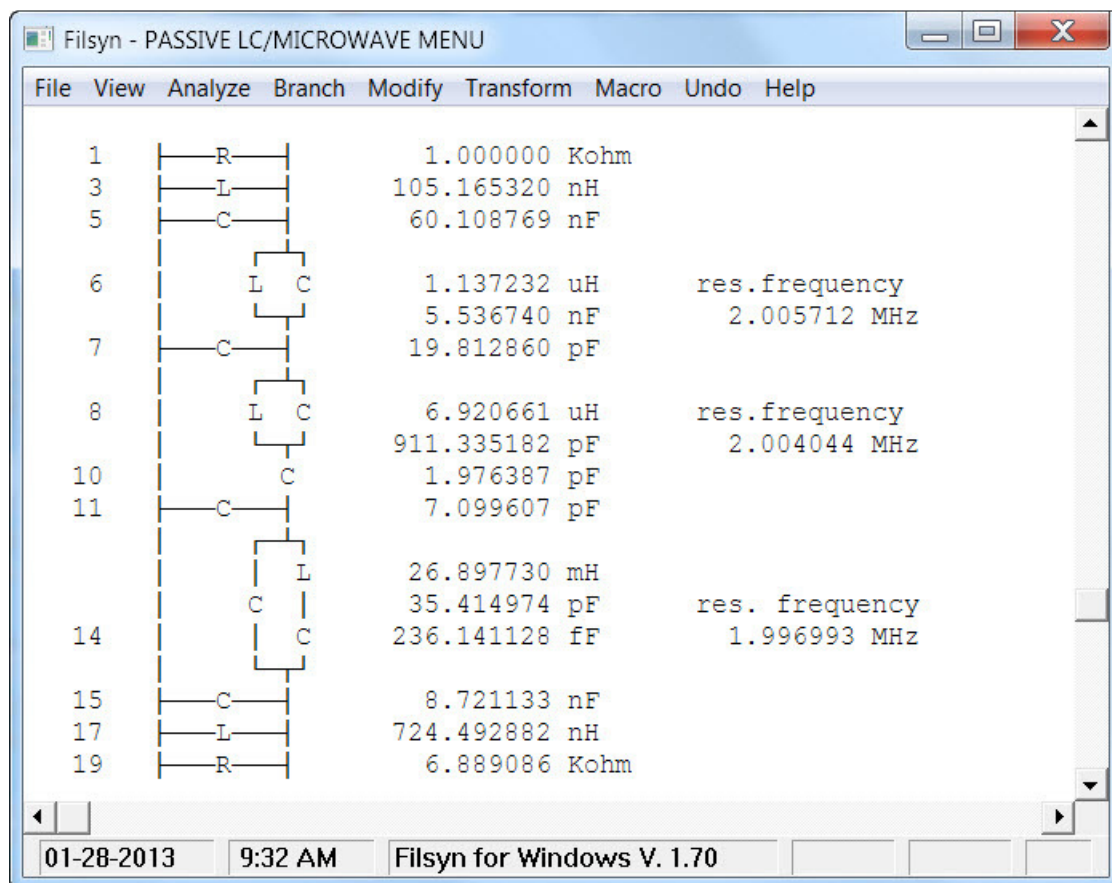 Filsyn - PASSIVE LC/MICROWAVE MENU
File View Analyze Branch Modify Transform Macro Undo Help
1 R 1.000000 Kohm
3 L 105.165320 nH
5 C 60.108769 nF
6 L C 1.137232 uH res.frequency
5.536740 nF 2.005712 MHz
7 C 19.812860 pF
8 L C 6.920661 uH res.frequency
911.335182 pF 2.004044 MHz
10 C 1.976387 pF
11 C 7.099607 pF
L 26.897730 mH
C 35.414974 pF res. frequency
14 C 236.141128 fF 1.996993 MHz
15 C 8.721133 nF
17 L 724.492882 nH
19 R 6.889086 Kohm
01-28-2013 9:32 AM Filsyn for Windows V. 1.70